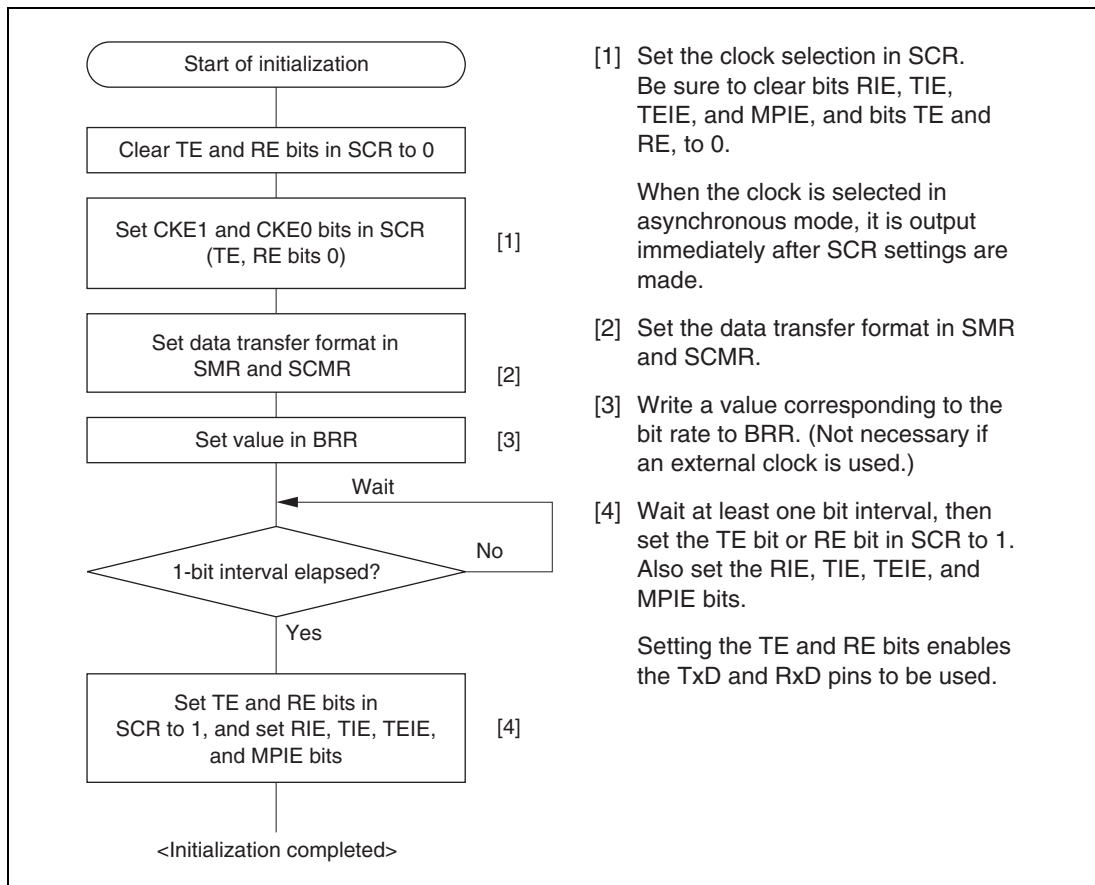 Start of initialization
Clear TE and RE bits in SCR to 0
Set CKE1 and CKE0 bits in SCR
(TE, RE bits 0)
[1]
Set data transfer format in
SMR and SCMR
[2]
Set value in BRR
[3]
Wait
No
1-bit interval elapsed?
Yes
Set TE and RE bits in
SCR to 1, and set RIE, TIE, TEIE,
and MPIE bits
[4]
<Initialization completed>
[1] Set the clock selection in SCR.
Be sure to clear bits RIE, TIE,
TEIE, and MPIE, and bits TE and
RE, to 0.
When the clock is selected in
asynchronous mode, it is output
immediately after SCR settings are
made.
[2] Set the data transfer format in SMR
and SCMR.
[3] Write a value corresponding to the
bit rate to BRR. (Not necessary if
an external clock is used.)
[4] Wait at least one bit interval, then
set the TE bit or RE bit in SCR to 1.
Also set the RIE, TIE, TEIE, and
MPIE bits.
Setting the TE and RE bits enables
the TxD and RxD pins to be used.